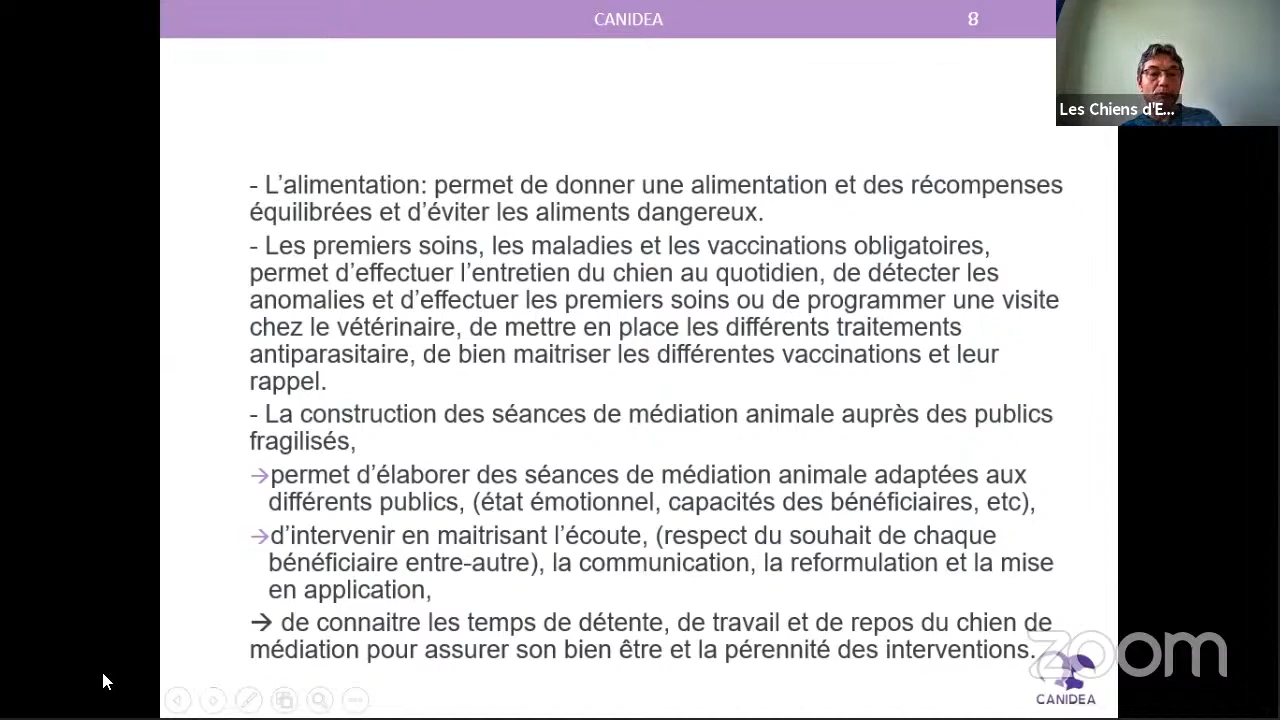 CANIDEA
8
Les Chiens d'E...
- L’alimentation: permet de donner une alimentation et des récompenses
équilibrées et d’éviter les aliments dangereux.
- Les premiers soins, les maladies et les vaccinations obligatoires,
permet d’effectuer l’entretien du chien au quotidien, de détecter les
anomalies et d’effectuer les premiers soins ou de programmer une visite
chez le vétérinaire, de mettre en place les différents traitements
antiparasitaire, de bien maitriser les différentes vaccinations et leur
rappel.
- La construction des séances de médiation animale auprès des publics
fragilisés,
→permet d’élaborer des séances de médiation animale adaptées aux
différents publics, (état émotionnel, capacités des bénéficiaires, etc),
→d’intervenir en maitrisant l’écoute, (respect du souhait de chaque
bénéficiaire entre-autre), la communication, la reformulation et la mise
en application,
→ de connaitre les temps de détente, de travail et de repos du chien de
médiation pour assurer son bien être et la pérennité des interventions.
zoom
CANIDEA